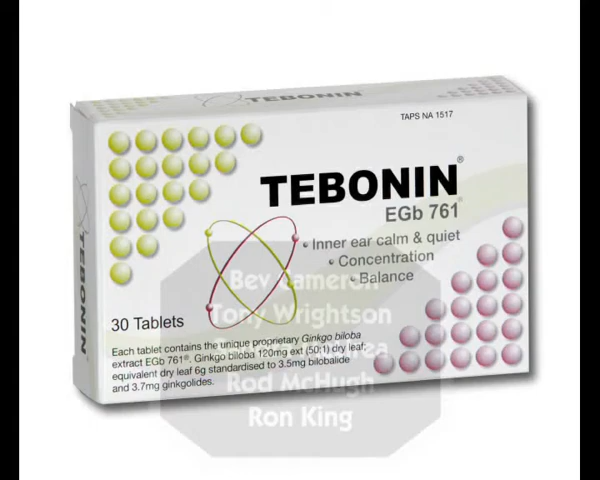 TEBONIN®
TAPS NA 1517
TEBONIN®
EGb 761®
• Inner ear calm & quiet
• Concentration
• Balance
TEBONIN®
30 Tablets
Each tablet contains the unique proprietary Ginkgo biloba
extract EGb 761®. Ginkgo biloba 120mg ext (50:1) dry leaf;
equivalent dry leaf 6g standardised to 3.5mg bilobalide
and 3.7mg ginkgolides.
Bev Cameron
Tony Wrightson
Rod McHugh
Ron King